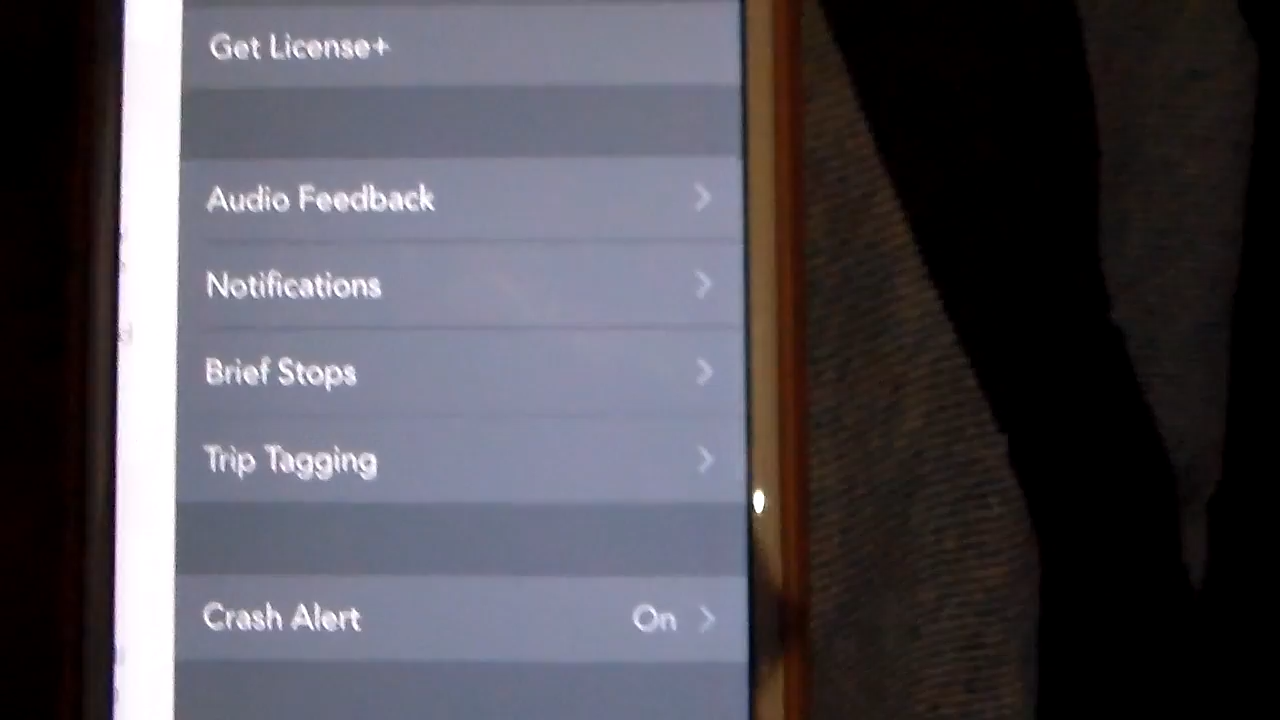 Get License+
Audio Feedback
Notifications
Brief Stops
Trip Tagging
Crash Alert On